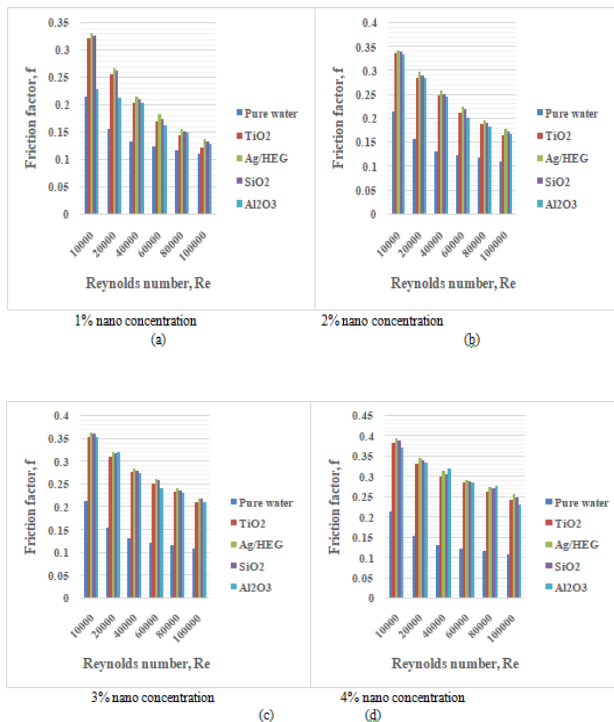 0.35
0.3
0.25
0.2
0.15
0.1
0.05
0
Friction factor, f
10000
20000
40000
60000
80000
100000
Reynolds number, Re
Pure water
TiO2
Ag/HEG
SiO2
Al2O3
0.4
0.35
0.3
0.25
0.2
0.15
0.1
0.05
0
Friction factor, f
10000
20000
40000
60000
80000
100000
Reynolds number, Re
Pure water
TiO2
Ag/HEG
SiO2
Al2O3
1% nano concentration
2% nano concentration
(a)
(b)
0.4
0.35
0.3
0.25
0.2
0.15
0.1
0.05
0
Friction factor, f
10000
20000
40000
60000
80000
100000
Reynolds number, Re
Pure water
TiO2
Ag/HEG
SiO2
Al2O3
0.45
0.4
0.35
0.3
0.25
0.2
0.15
0.1
0.05
0
Friction factor, f
10000
20000
40000
60000
80000
100000
Reynolds number, Re
Pure water
TiO2
Ag/HEG
SiO2
Al2O3
3% nano concentration
4% nano concentration
(c)
(d)